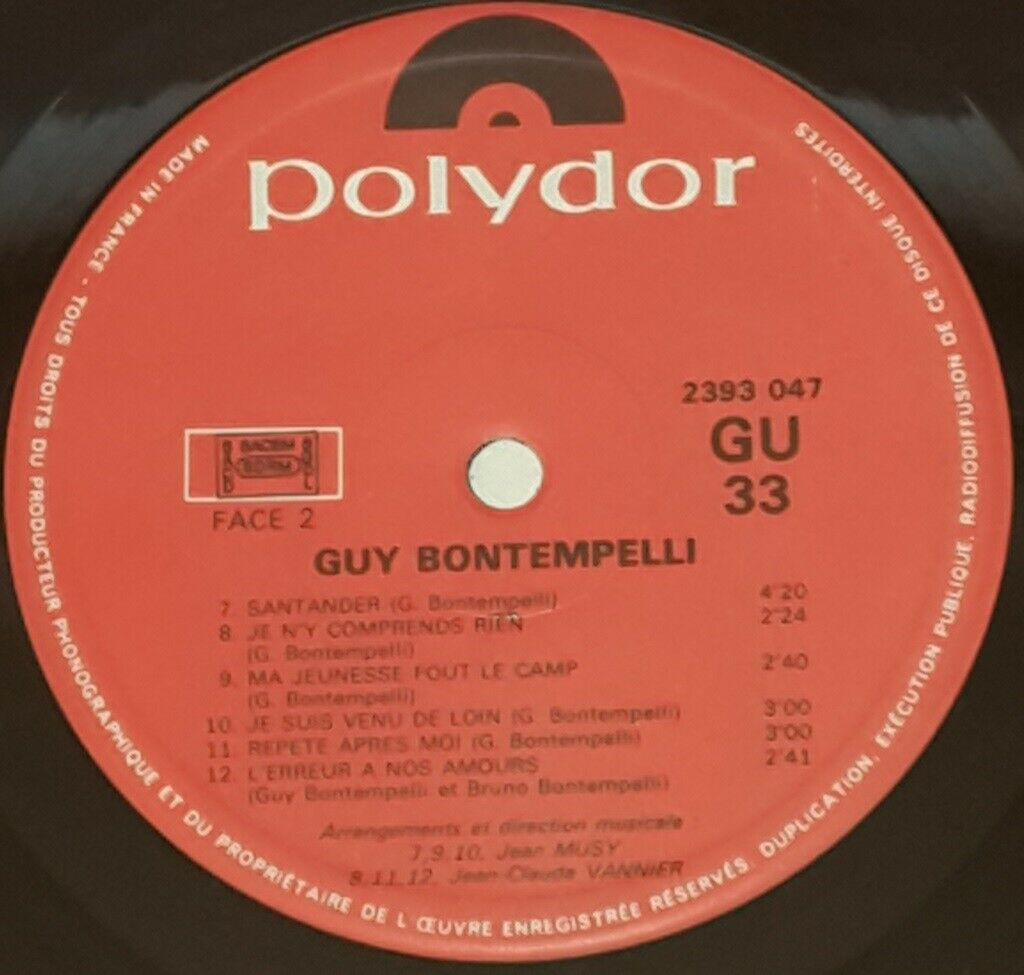 polydor
MADE IN FRANCE - TOUS DROITS DU PRODUCTEUR PHONOGRAPHIQUE ET DU PROPRIÉTAIRE DE L'ŒUVRE ENREGISTRÉE RÉSERVÉS. DUPLICATION, EXÉCUTION PUBLIQUE, RADIODIFFUSION DE CE DISQUE INTERDITES
2393 047
GU
33
SACEM
SDRM
FACE 2
GUY BONTEMPELLI
7. SANTANDER (G. Bontempelli) 4'20
8. JE N'Y COMPRENDS RIEN 2'24
(G. Bontempelli)
9. MA JEUNESSE FOUT LE CAMP 2'40
(G. Bontempelli)
10. JE SUIS VENU DE LOIN (G. Bontempelli) 3'00
11. REPETE APRES MOI (G. Bontempelli) 3'00
12. L'ERREUR A NOS AMOURS 2'41
(Guy Bontempelli et Bruno Bontempelli)
Arrangements et direction musicale
7.9.10. Jean MUSY
8.11.12. Jean-Claude VANNIER